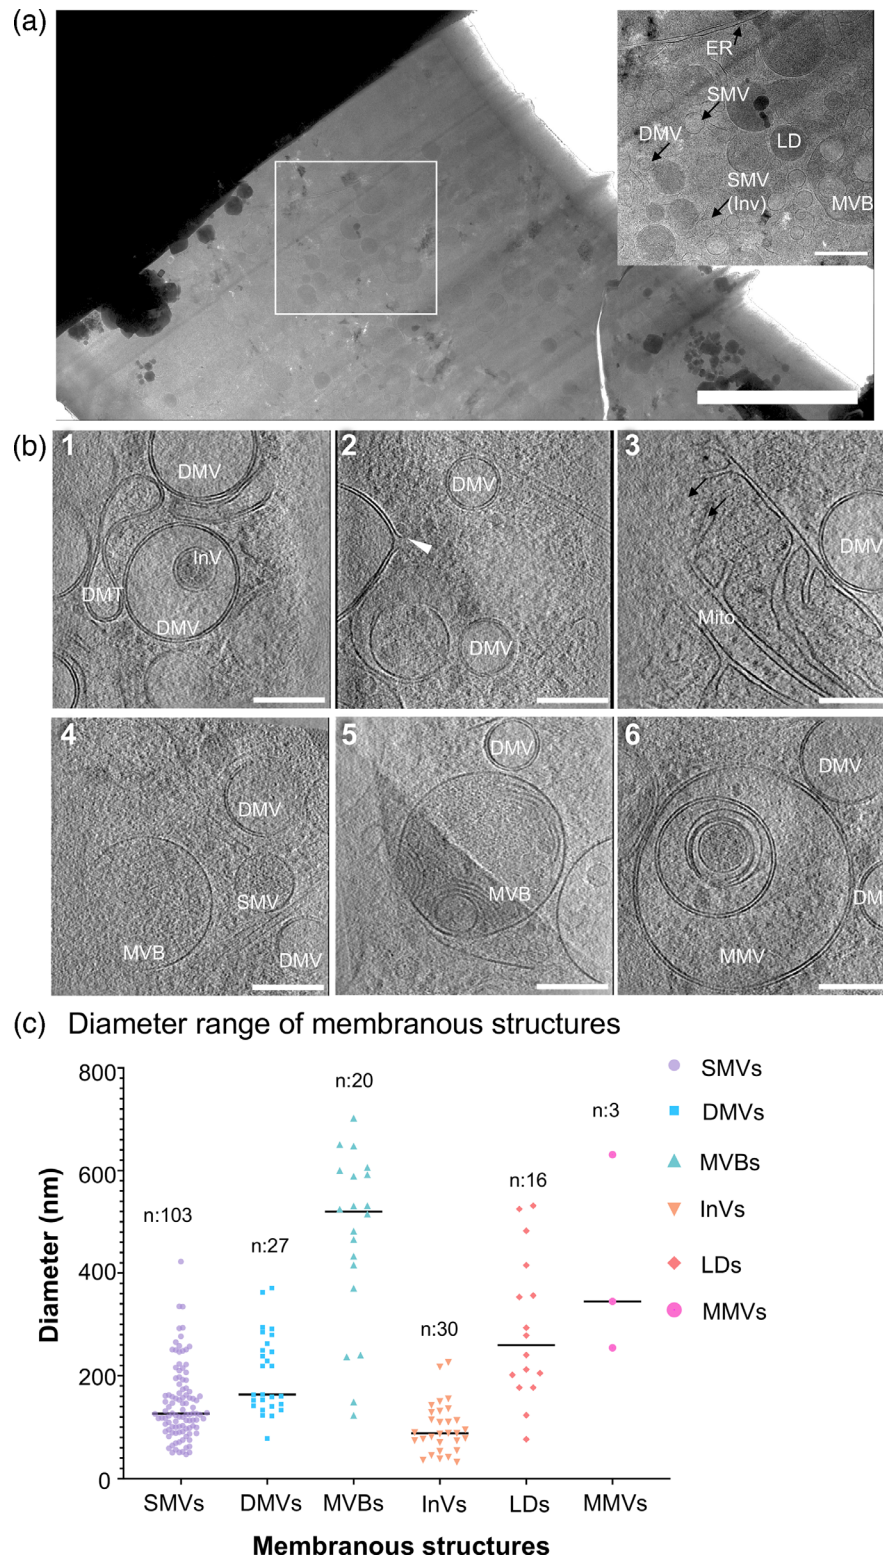 (a)
ER
SMV
DMV
LD
SMV
(Inv)
MVB
(b)
1
DMV
InV
DMT
DMV
2
DMV
DMV
3
DMV
Mito
4
DMV
SMV
MVB
DMV
5
DMV
MVB
6
DMV
DM
MMV
(c) Diameter range of membranous structures
800
600
400
200
0
Diameter (nm)
n:103
n:27
n:20
n:30
n:16
n:3
SMVs
DMVs
MVBs
InVs
LDs
MMVs
SMVs DMVs MVBs InVs LDs MMVs
Membranous structures